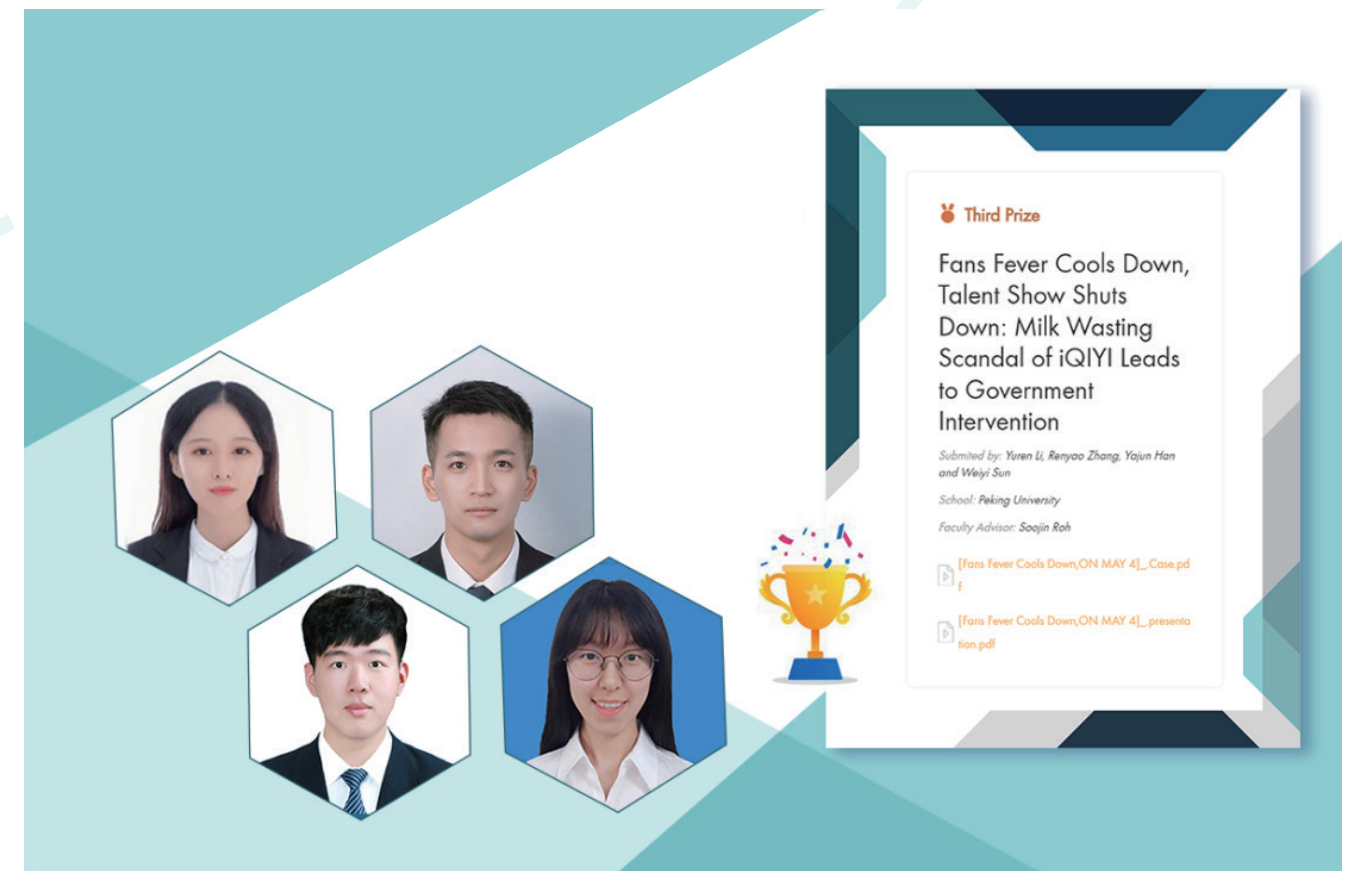 Third Prize
Fans Fever Cools Down,
Talent Show Shuts
Down: Milk Wasting
Scandal of iQIYI Leads
to Government
Intervention
Submited by: Yuren Li, Renyao Zhang, Yajun Han
and Weiyi Sun
School: Peking University
Faculty Advisor: Soojin Roh
[Fans Fever Cools Down,ON MAY 4]_.Case.pd
f
[Fans Fever Cools Down,ON MAY 4]_.presenta
tion.pdf